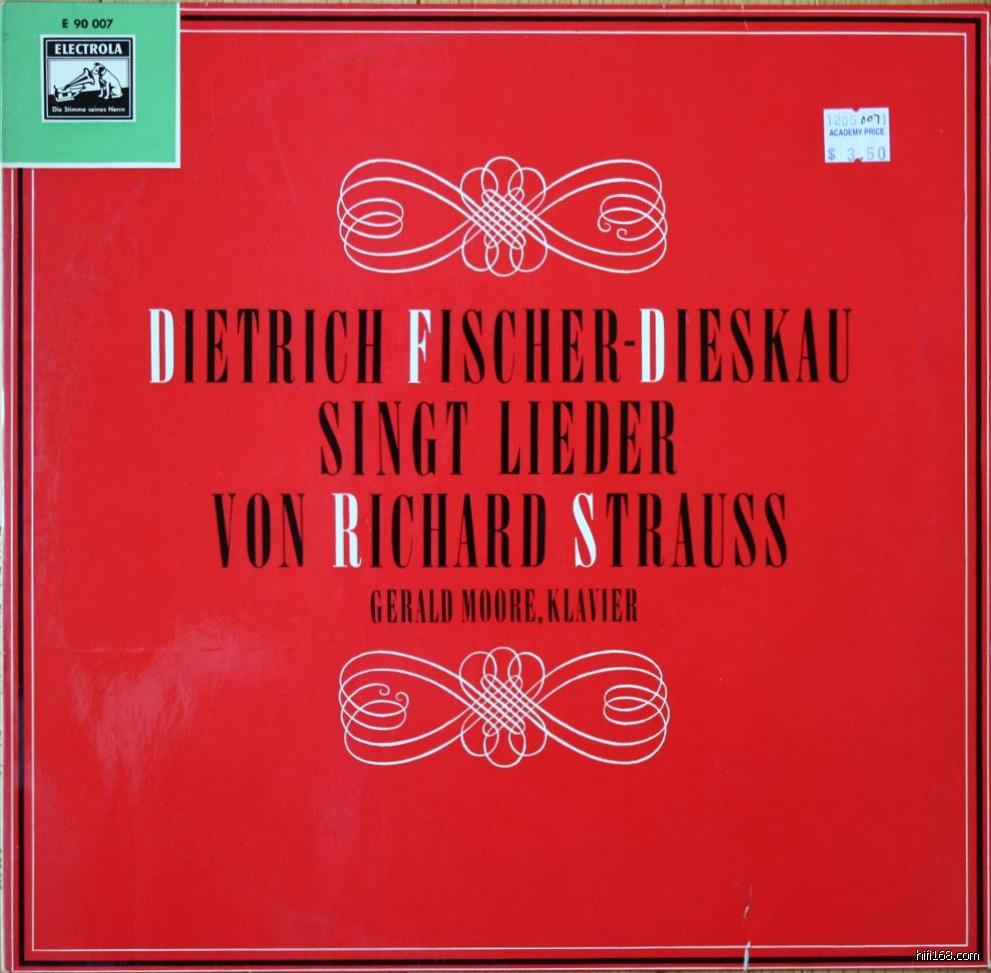 E 90 007
ELECTROLA
Die Stimme seines Herrn
1205 0071
ACADEMY PRICE
$ 3.50
DIETRICH FISCHER-DIESKAU
SINGT LIEDER
VON RICHARD STRAUSS
GERALD MOORE, KLAVIER
hifi168.com